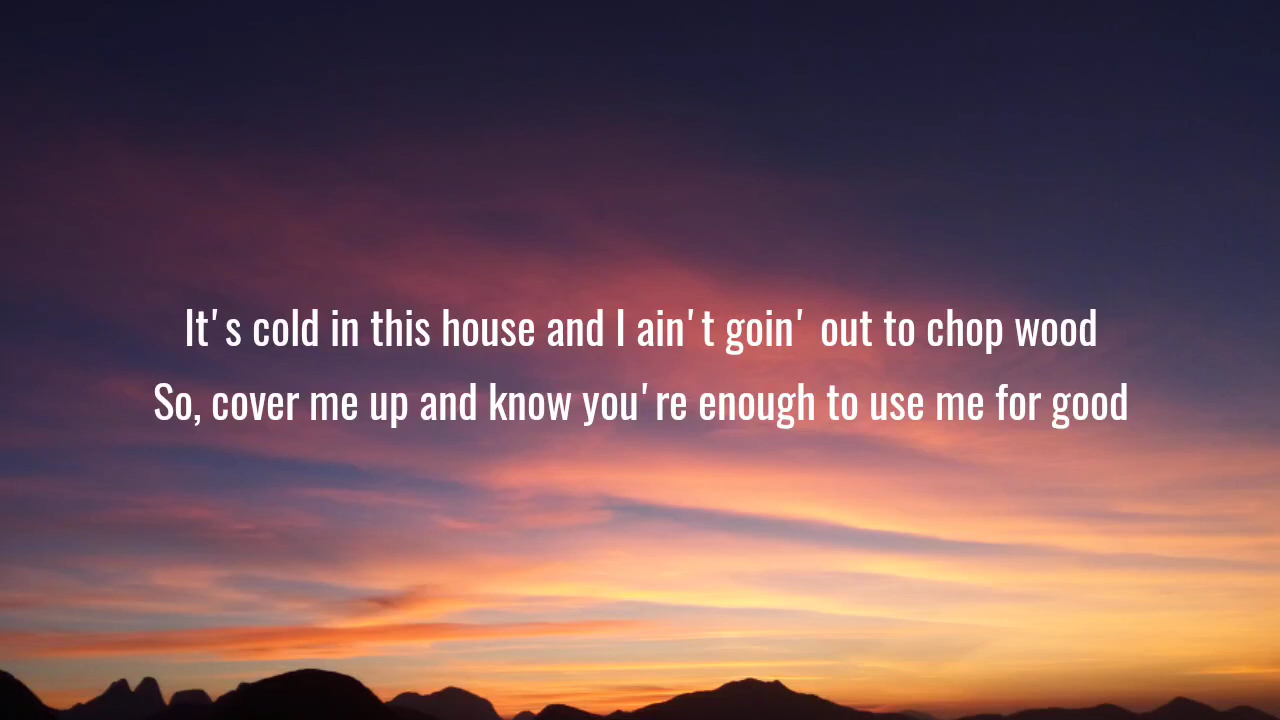 It's cold in this house and I ain't goin' out to chop wood
So, cover me up and know you're enough to use me for good